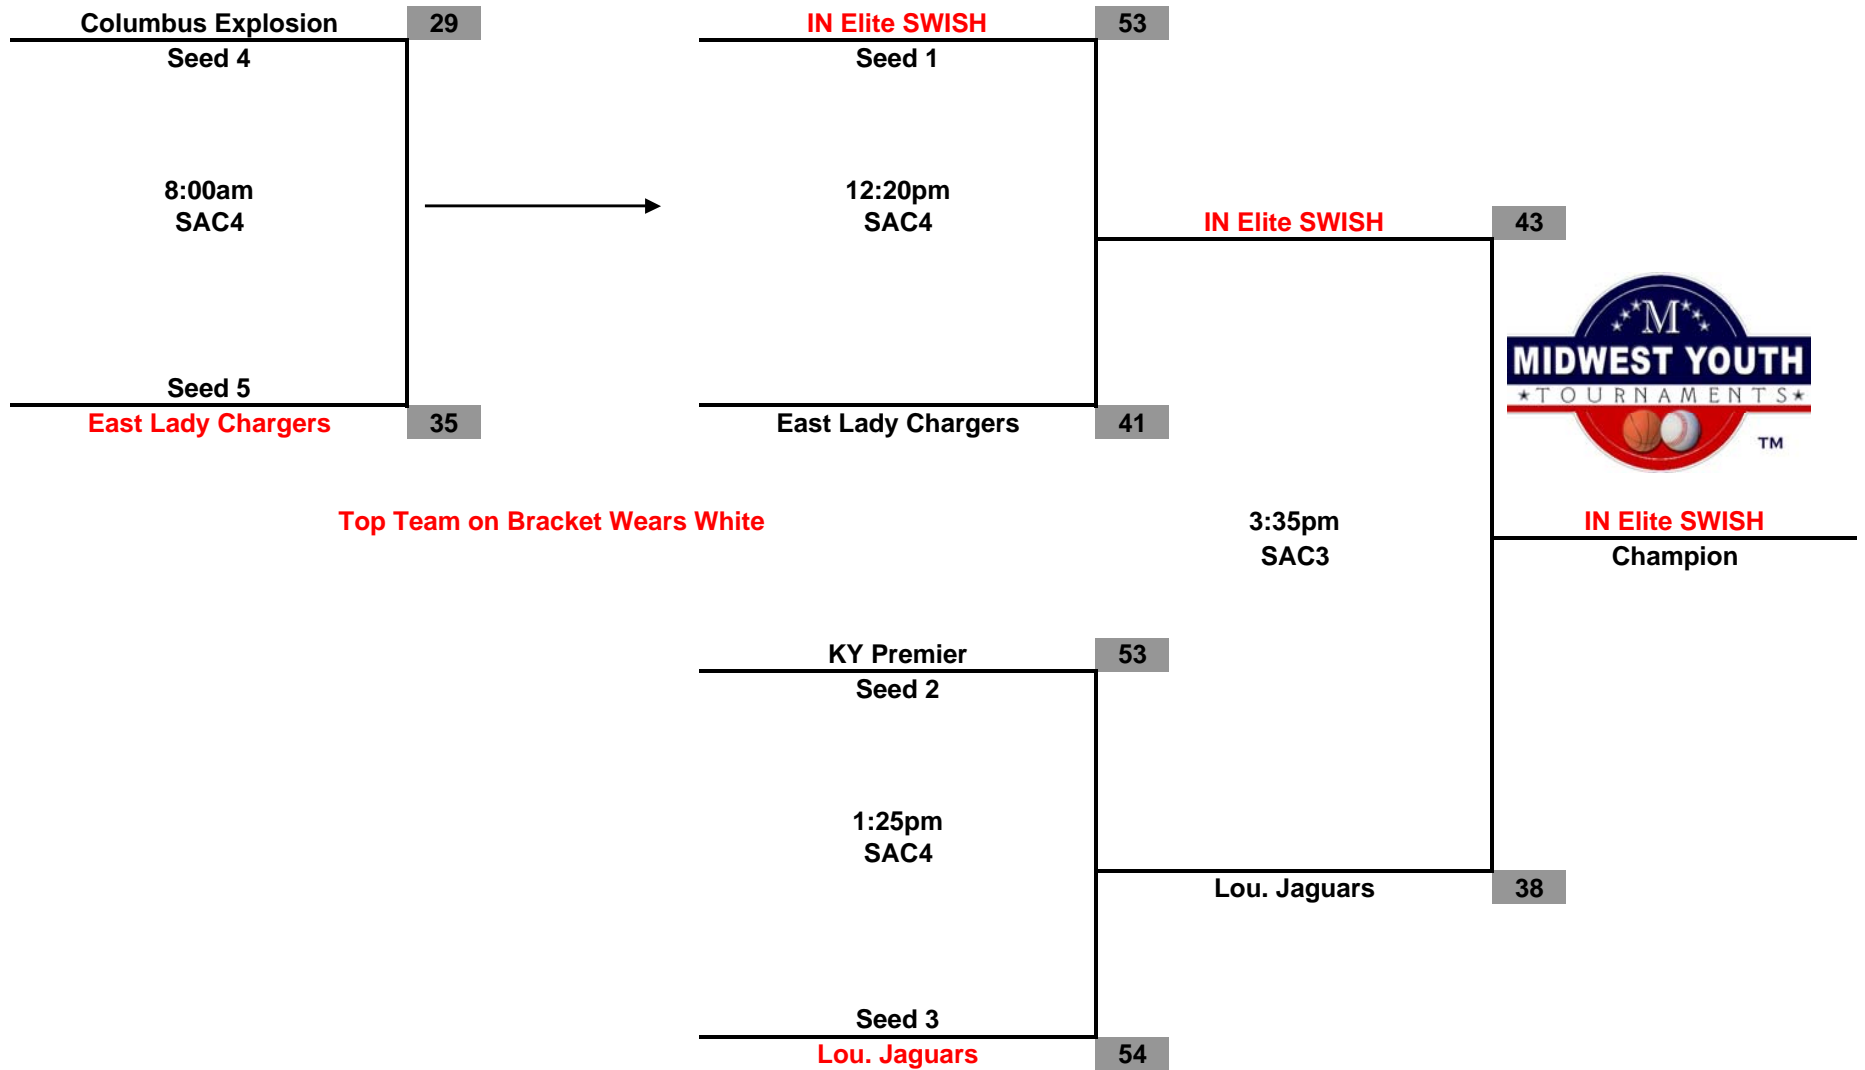 Columbus Explosion 29
Seed 4
8:00am
SAC4
Seed 5
East Lady Chargers 35
IN Elite SWISH 53
Seed 1
12:20pm
SAC4
East Lady Chargers 41
Top Team on Bracket Wears White
KY Premier 53
Seed 2
1:25pm
SAC4
Seed 3
Lou. Jaguars 54
IN Elite SWISH 43
3:35pm
SAC3
Lou. Jaguars 38
M
MIDWEST YOUTH
TOURNAMENTS
TM
IN Elite SWISH
Champion